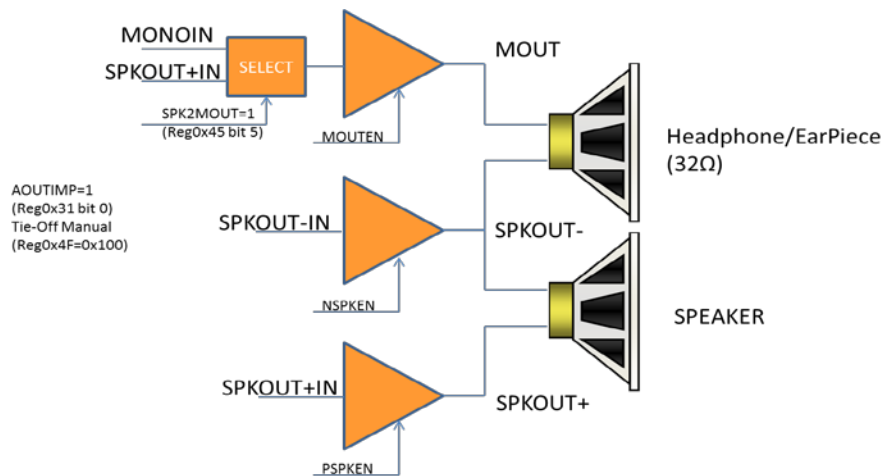 MONOIN
SPKOUT+IN
SELECT
MOUT
SPK2MOUT=1
(Reg0x45 bit 5)
MOUTEN
Headphone/EarPiece
(32Ω)
AOUTIMP=1
(Reg0x31 bit 0)
Tie-Off Manual
(Reg0x4F=0x100)
SPKOUT-IN
SPKOUT-
NSPKEN
SPEAKER
SPKOUT+IN
SPKOUT+
PSPKEN